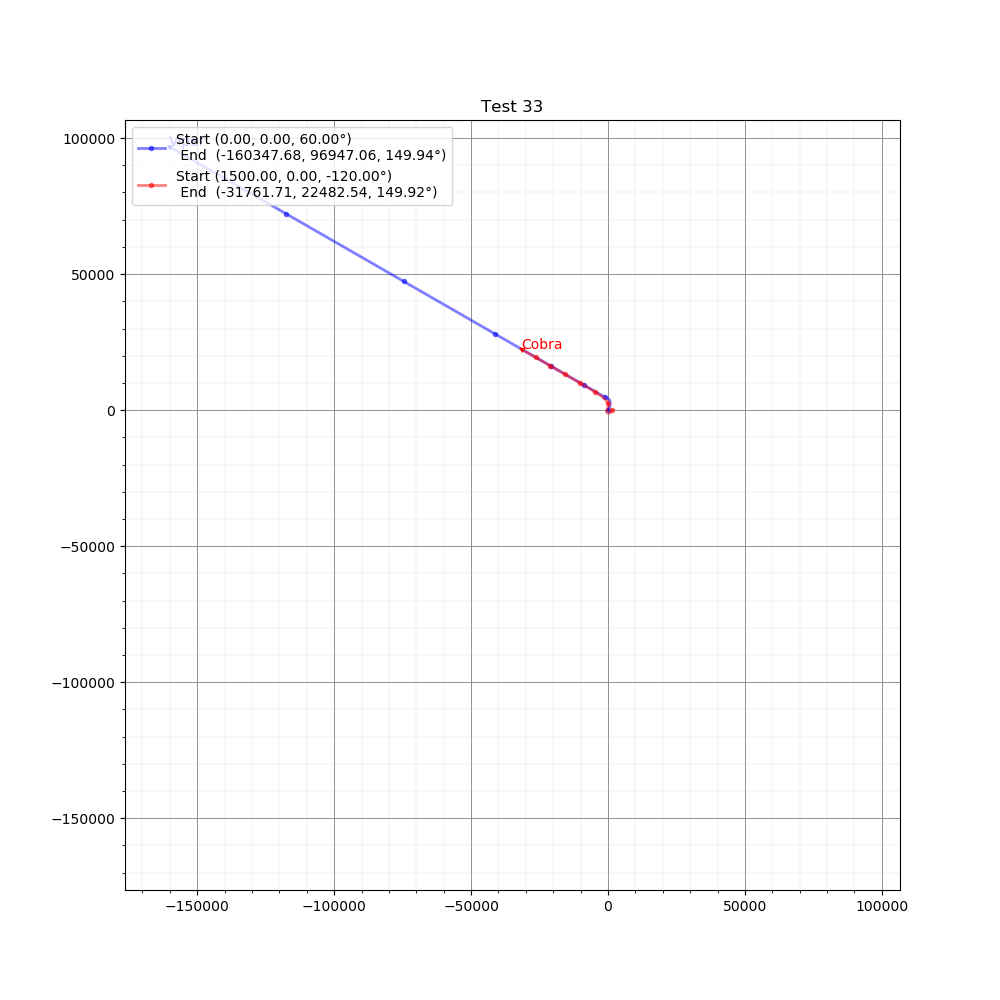 Test 33
Start (0.00, 0.00, 60.00°)
End (-160347.68, 96947.06, 149.94°)
Start (1500.00, 0.00, -120.00°)
End (-31761.71, 22482.54, 149.92°)
Cobra
100000
50000
0
−50000
−100000
−150000
−150000 −100000 −50000 0 50000 100000